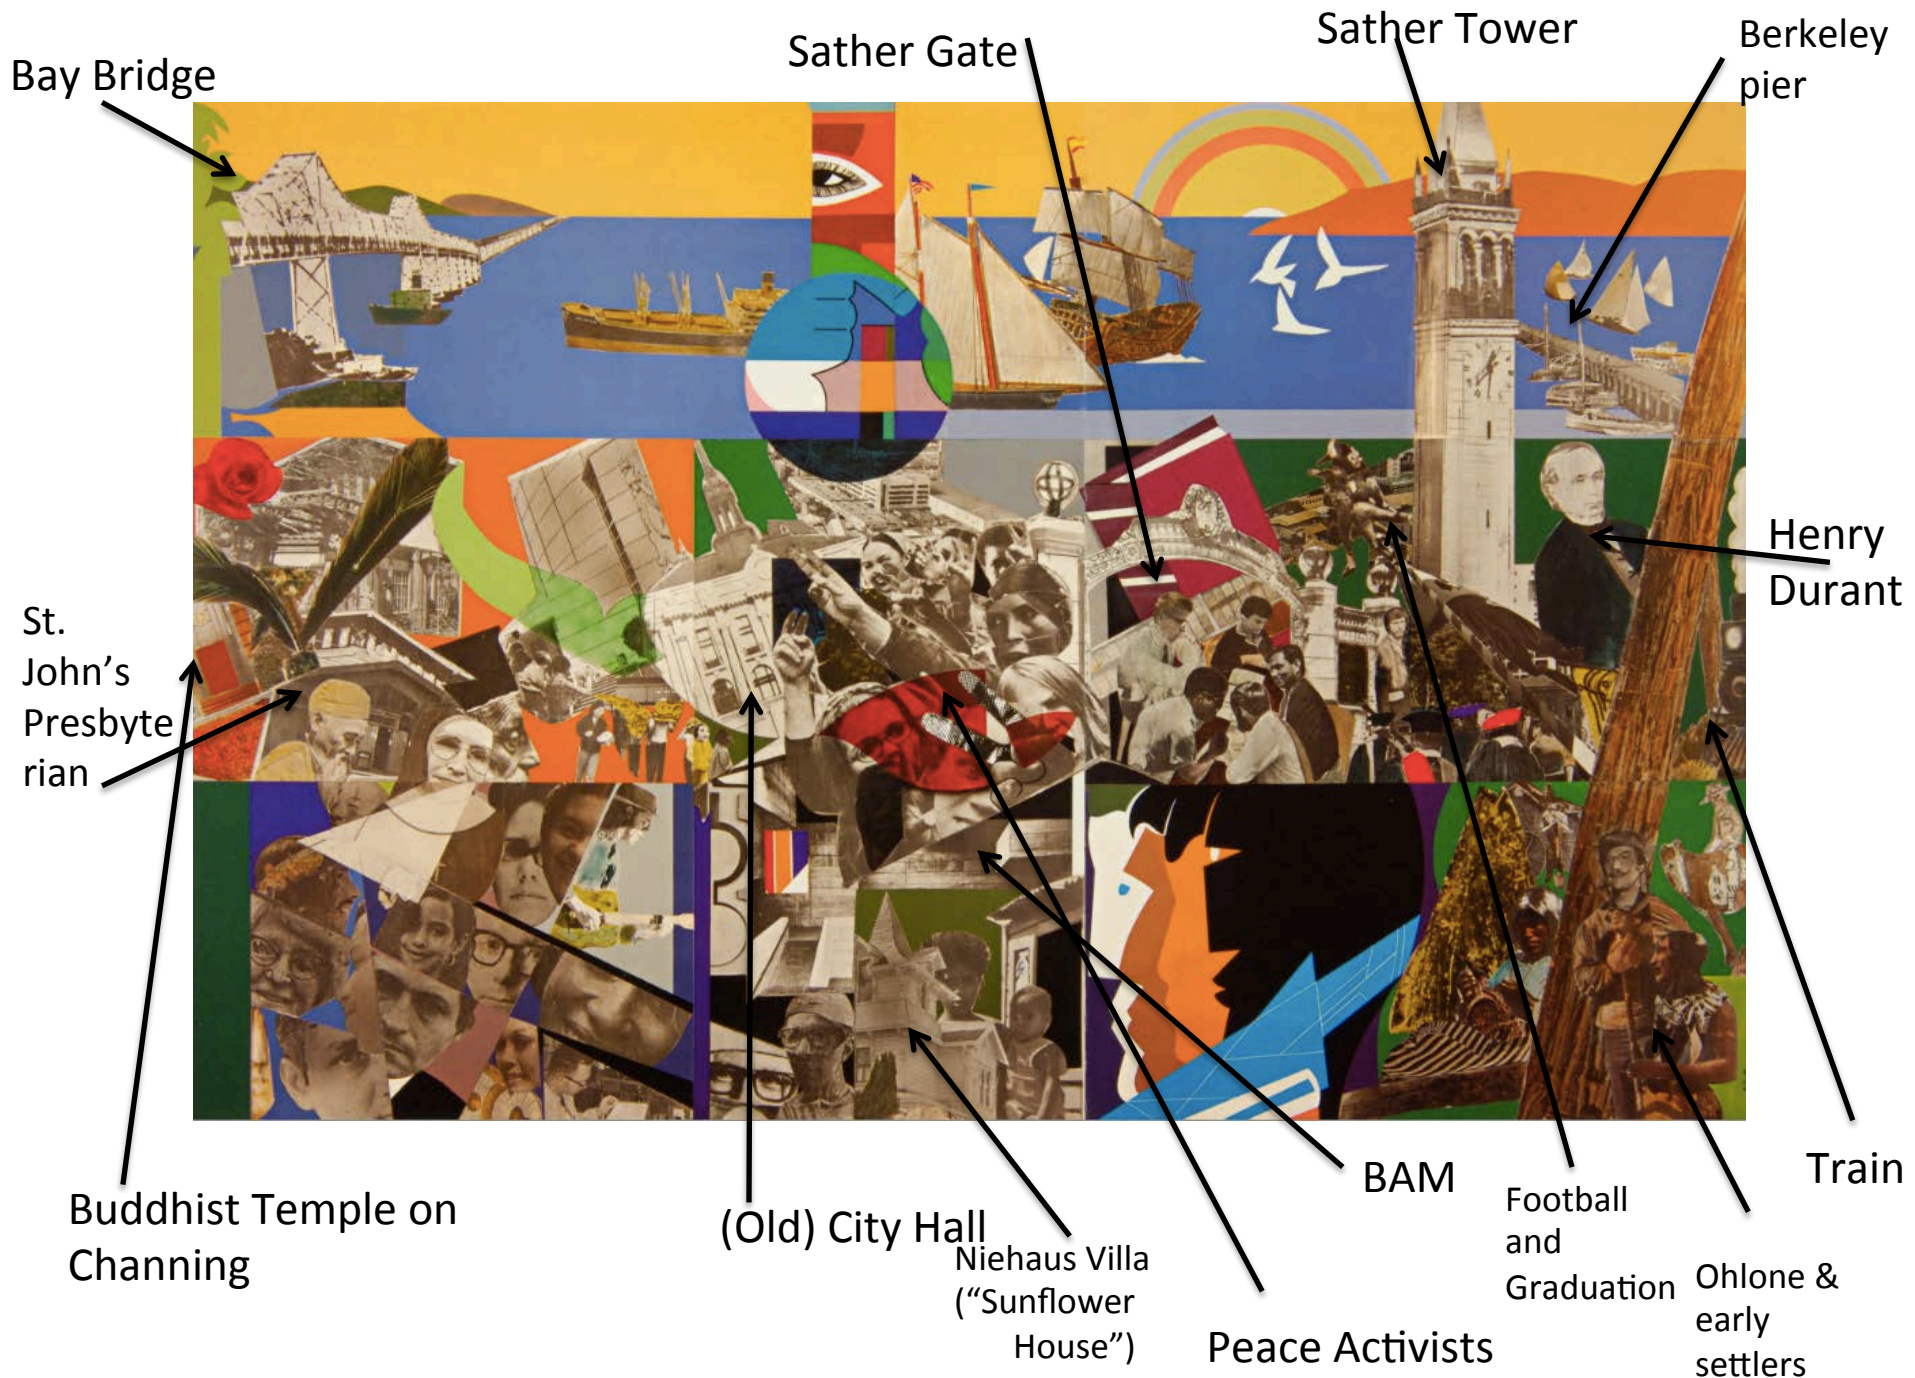 Sather Gate
Sather Tower
Berkeley
pier
Bay Bridge
Henry
Durant
St.
John’s
Presbyte
rian
Buddhist Temple on
Channing
(Old) City Hall
Niehaus Villa
(“Sunflower
House”)
Peace Activists
BAM
Football
and
Graduation
Ohlone &
early
settlers
Train